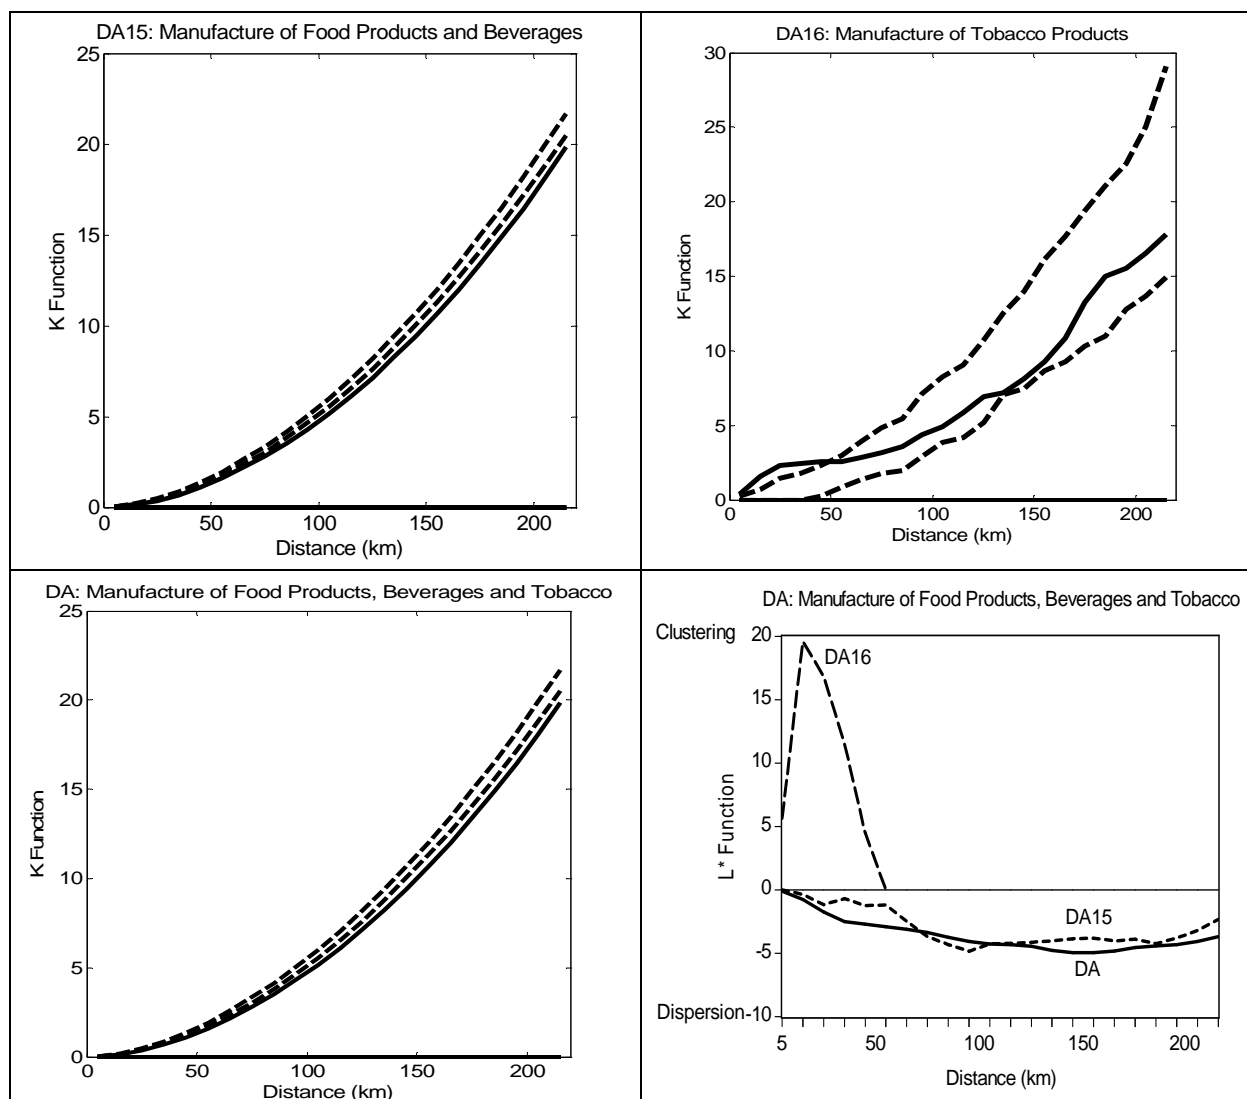 DA15: Manufacture of Food Products and Beverages
25
20
15
10
5
0
K Function
0 50 100 150 200
Distance (km)
DA16: Manufacture of Tobacco Products
30
25
20
15
10
5
0
K Function
0 50 100 150 200
Distance (km)
DA: Manufacture of Food Products, Beverages and Tobacco
25
20
15
10
5
0
K Function
0 50 100 150 200
Distance (km)
DA: Manufacture of Food Products, Beverages and Tobacco
Clustering 20
DA16
15
10
5
0
L* Function
DA15
-5
DA
Dispersion-10
5 50 100 150 200
Distance (km)